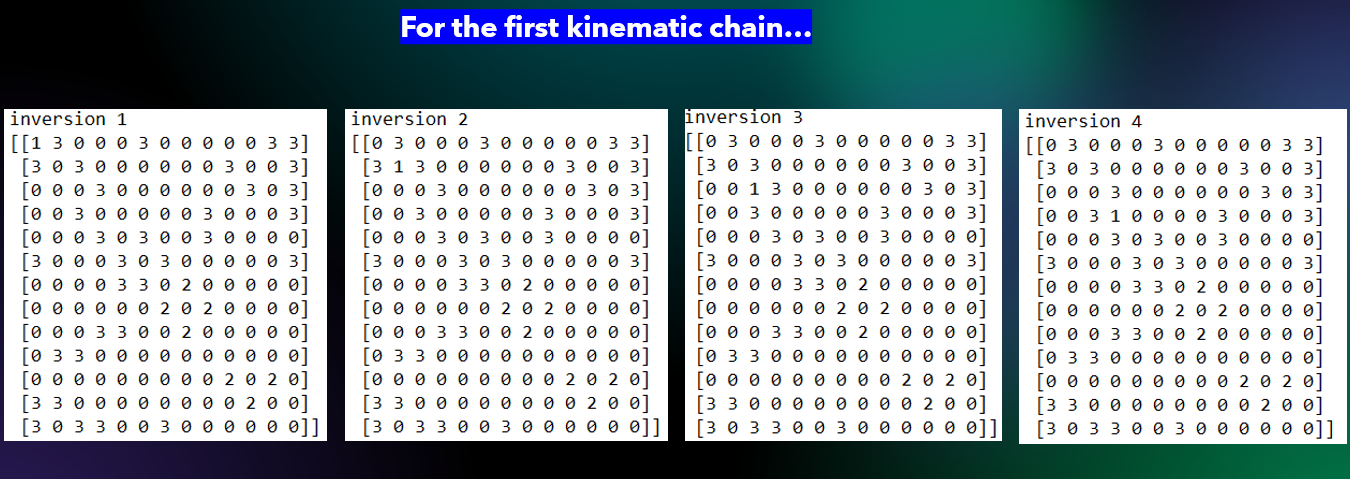 For the first kinematic chain...
inversion 1
[[1 3 0 0 0 3 0 0 0 0 0 3 3]
[3 0 3 0 0 0 0 0 0 3 0 0 3]
[0 0 0 3 0 0 0 0 0 0 3 0 3]
[0 0 3 0 0 0 0 0 3 0 0 0 3]
[0 0 0 3 0 3 0 0 3 0 0 0 0]
[3 0 0 0 3 0 3 0 0 0 0 0 3]
[0 0 0 0 3 3 0 2 0 0 0 0 0]
[0 0 0 0 0 0 2 0 2 0 0 0 0]
[0 0 0 3 3 0 0 2 0 0 0 0 0]
[0 3 3 0 0 0 0 0 0 0 0 0 0]
[0 0 0 0 0 0 0 0 0 2 0 2 0]
[3 3 0 0 0 0 0 0 0 0 2 0 0]
[3 0 3 3 0 0 3 0 0 0 0 0 0]]
inversion 2
[[0 3 0 0 0 3 0 0 0 0 0 3 3]
[3 1 3 0 0 0 0 0 0 3 0 0 3]
[0 0 0 3 0 0 0 0 0 0 3 0 3]
[0 0 3 0 0 0 0 0 3 0 0 0 3]
[0 0 0 3 0 3 0 0 3 0 0 0 0]
[3 0 0 0 3 0 3 0 0 0 0 0 3]
[0 0 0 0 3 3 0 2 0 0 0 0 0]
[0 0 0 0 0 0 2 0 2 0 0 0 0]
[0 0 0 3 3 0 0 2 0 0 0 0 0]
[0 3 3 0 0 0 0 0 0 0 0 0 0]
[0 0 0 0 0 0 0 0 0 2 0 2 0]
[3 3 0 0 0 0 0 0 0 0 2 0 0]
[3 0 3 3 0 0 3 0 0 0 0 0 0]]
inversion 3
[[0 3 0 0 0 3 0 0 0 0 0 3 3]
[3 0 3 0 0 0 0 0 0 3 0 0 3]
[0 0 1 3 0 0 0 0 0 0 3 0 3]
[0 0 3 0 0 0 0 0 3 0 0 0 3]
[0 0 0 3 0 3 0 0 3 0 0 0 0]
[3 0 0 0 3 0 3 0 0 0 0 0 3]
[0 0 0 0 3 3 0 2 0 0 0 0 0]
[0 0 0 0 0 0 2 0 2 0 0 0 0]
[0 0 0 3 3 0 0 2 0 0 0 0 0]
[0 3 3 0 0 0 0 0 0 0 0 0 0]
[0 0 0 0 0 0 0 0 0 2 0 2 0]
[3 3 0 0 0 0 0 0 0 0 2 0 0]
[3 0 3 3 0 0 3 0 0 0 0 0 0]]
inversion 4
[[0 3 0 0 0 3 0 0 0 0 0 3 3]
[3 0 3 0 0 0 0 0 0 3 0 0 3]
[0 0 0 3 0 0 0 0 0 0 3 0 3]
[0 0 3 1 0 0 0 0 3 0 0 0 3]
[0 0 0 3 0 3 0 0 3 0 0 0 0]
[3 0 0 0 3 0 3 0 0 0 0 0 3]
[0 0 0 0 3 3 0 2 0 0 0 0 0]
[0 0 0 0 0 0 2 0 2 0 0 0 0]
[0 0 0 3 3 0 0 2 0 0 0 0 0]
[0 3 3 0 0 0 0 0 0 0 0 0 0]
[0 0 0 0 0 0 0 0 0 2 0 2 0]
[3 3 0 0 0 0 0 0 0 0 2 0 0]
[3 0 3 3 0 0 3 0 0 0 0 0 0]]